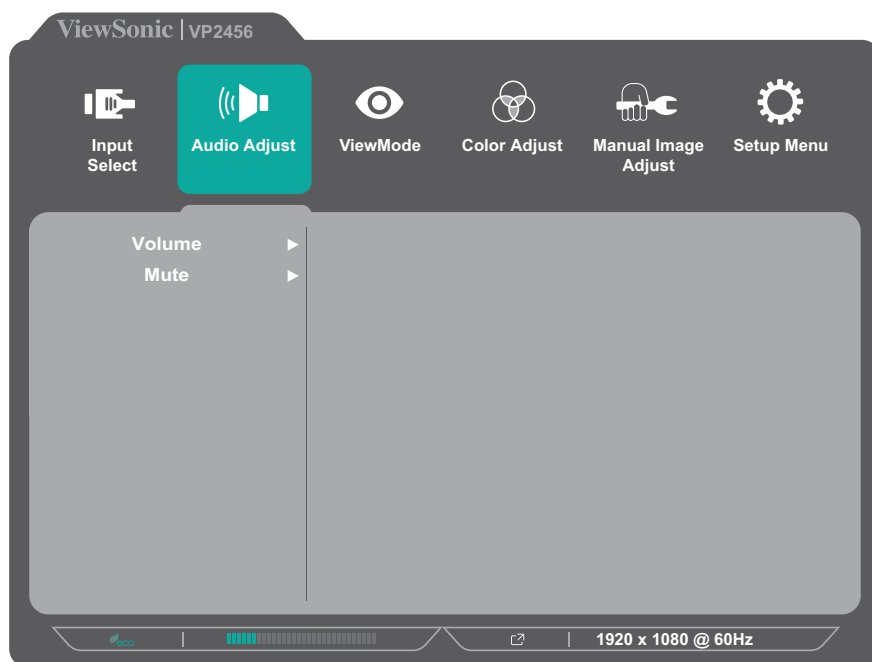 ViewSonic | VP2456
Input
Select
Audio Adjust
ViewMode
Color Adjust
Manual Image
Adjust
Setup Menu
Volume
Mute
eco
1920 x 1080 @ 60Hz